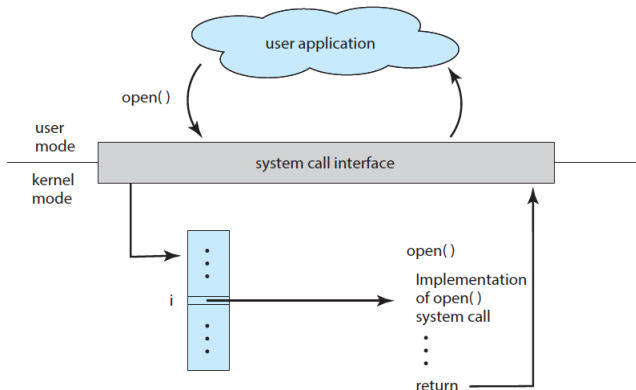 user application
open( )
user
mode
system call interface
kernel
mode
open( )
i
Implementation
of open( )
system call
return